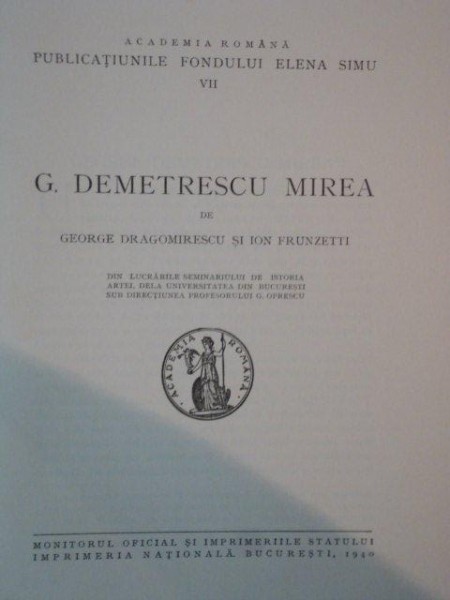 ACADEMIA ROMÂNĂ
PUBLICAȚIUNILE FONDULUI ELENA SIMU
VII
G. DEMETRESCU MIREA
DE
GEORGE DRAGOMIRESCU ȘI ION FRUNZETTI
DIN LUCRĂRILE SEMINARIULUI DE ISTORIA
ARTEI, DELA UNIVERSITATEA DIN BUCUREȘTI
SUB DIRECȚIUNEA PROFESORULUI G. OPRESCU
· ACADEMIA ROMÂNĂ ·
MONITORUL OFICIAL ȘI IMPRIMERIILE STATULUI
IMPRIMERIA NAȚIONALĂ, BUCUREȘTI, 1940